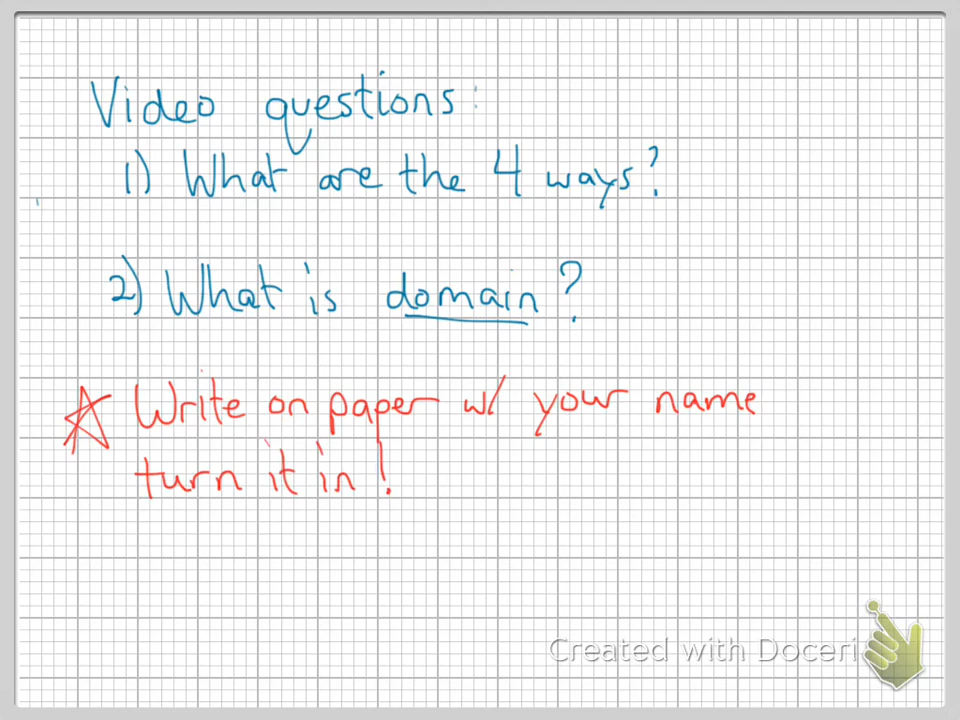 Video questions:
1) What are the 4 ways?
2) What is domain?
☆ Write on paper w/ your name
turn it in!
Created with Doceri